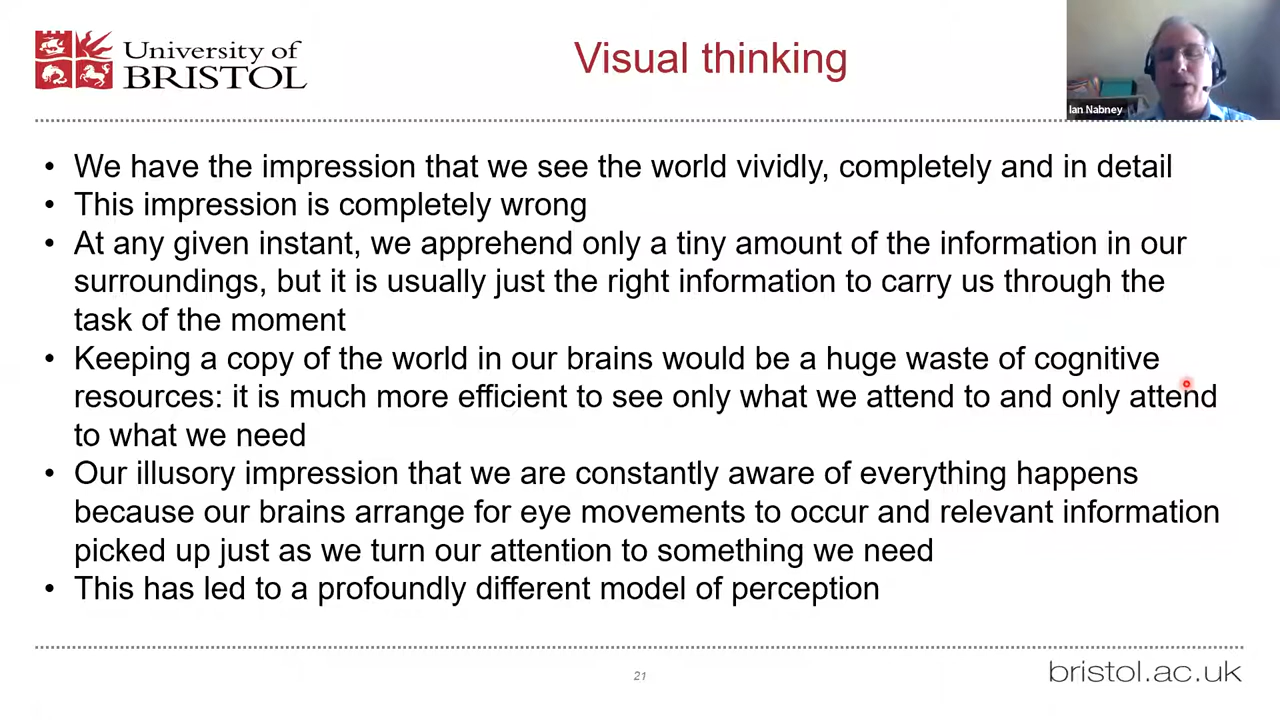 University of
BRISTOL
Visual thinking
Ian Nabney
• We have the impression that we see the world vividly, completely and in detail
• This impression is completely wrong
• At any given instant, we apprehend only a tiny amount of the information in our
surroundings, but it is usually just the right information to carry us through the
task of the moment
• Keeping a copy of the world in our brains would be a huge waste of cognitive
resources: it is much more efficient to see only what we attend to and only attend
to what we need
• Our illusory impression that we are constantly aware of everything happens
because our brains arrange for eye movements to occur and relevant information
picked up just as we turn our attention to something we need
• This has led to a profoundly different model of perception
21
bristol.ac.uk